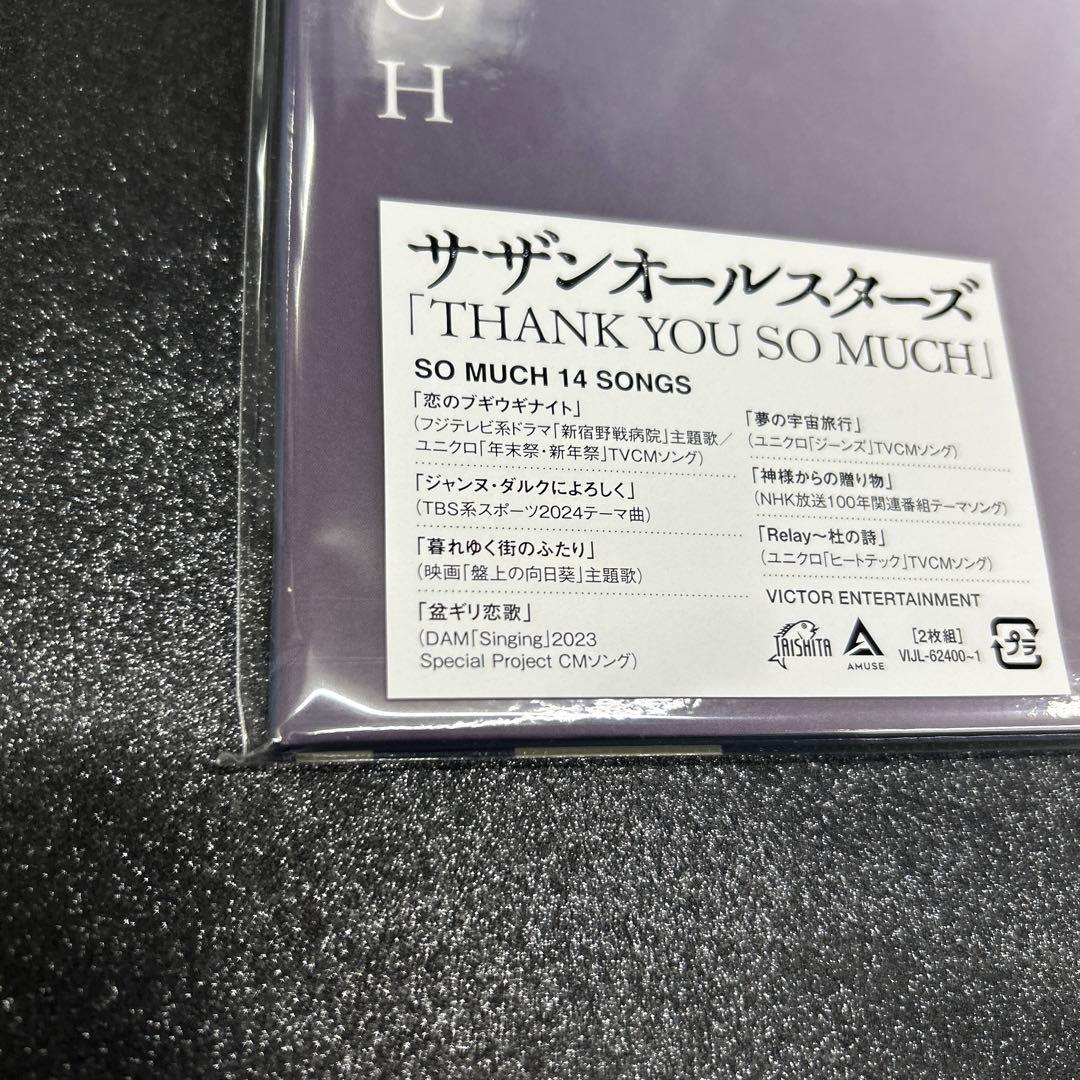 C
H
サザンオールスターズ
「THANK YOU SO MUCH」
SO MUCH 14 SONGS
「恋のブギウギナイト」
(フジテレビ系ドラマ「新宿野戦病院」主題歌／
ユニクロ「年末祭・新年祭」TVCMソング)
「ジャンヌ・ダルクによろしく」
(TBS系スポーツ2024テーマ曲)
「暮れゆく街のふたり」
(映画「盤上の向日葵」主題歌)
「盆ギリ恋歌」
(DAM「Singing」2023
Special Project CMソング)
「夢の宇宙旅行」
(ユニクロ「ジーンズ」TVCMソング)
「神様からの贈り物」
(NHK放送100年関連番組テーマソング)
「Relay〜杜の詩」
(ユニクロ「ヒートテック」TVCMソング)
VICTOR ENTERTAINMENT
TAISHITA
AMUSE
[2枚組]
VIJL-62400~1
プラ